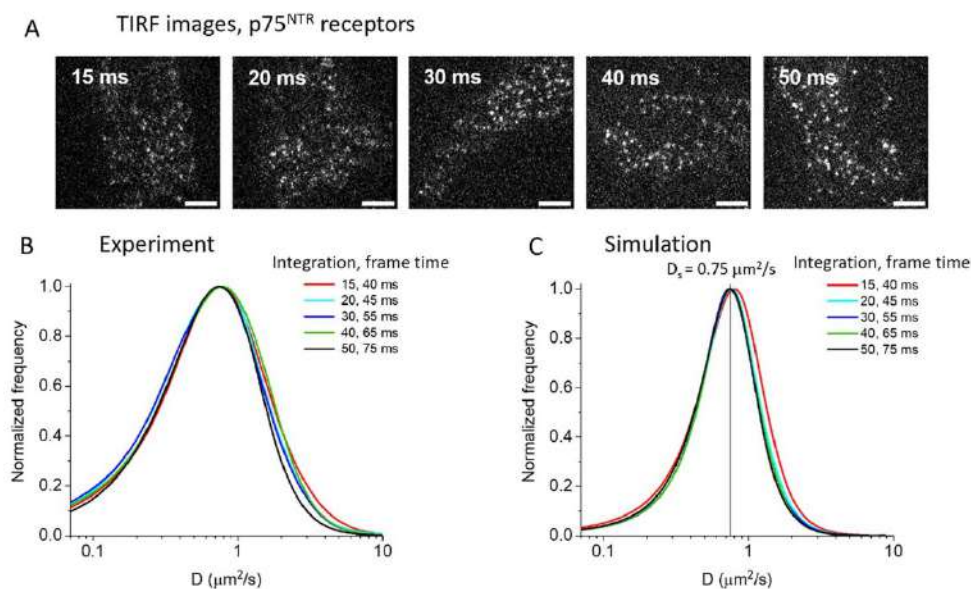 A TIRF images, p75NTR receptors
15 ms 20 ms 30 ms 40 ms 50 ms
B Experiment
Integration, frame time
15, 40 ms
20, 45 ms
30, 55 ms
40, 65 ms
50, 75 ms
Normalized frequency
1.0
0.8
0.6
0.4
0.2
0.0
0.1 1 10
D (μm²/s)
C Simulation
Ds = 0.75 μm²/s
Integration, frame time
15, 40 ms
20, 45 ms
30, 55 ms
40, 65 ms
50, 75 ms
Normalized frequency
1.0
0.8
0.6
0.4
0.2
0.0
0.1 1 10
D (μm²/s)